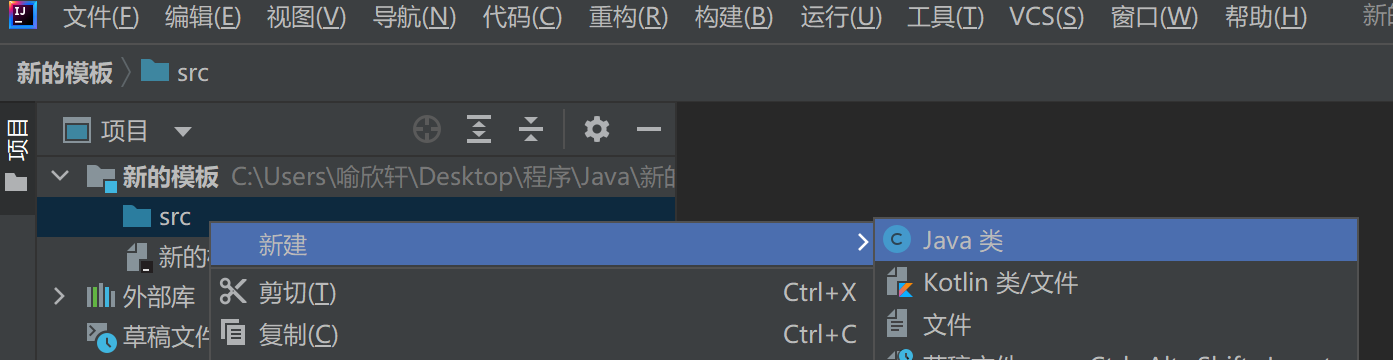 IJ 文件(F) 编辑(E) 视图(V) 导航(N) 代码(C) 重构(R) 构建(B) 运行(U) 工具(T) VCS(S) 窗口(W) 帮助(H) 新的
新的模板 src
项目
项目
新的模板 C:\Users\喻欣轩\Desktop\程序\Java\新的
src
新建
Java 类
新的
Kotlin 类/文件
外部库
剪切(T) Ctrl+X
文件
草稿文件
复制(C) Ctrl+C